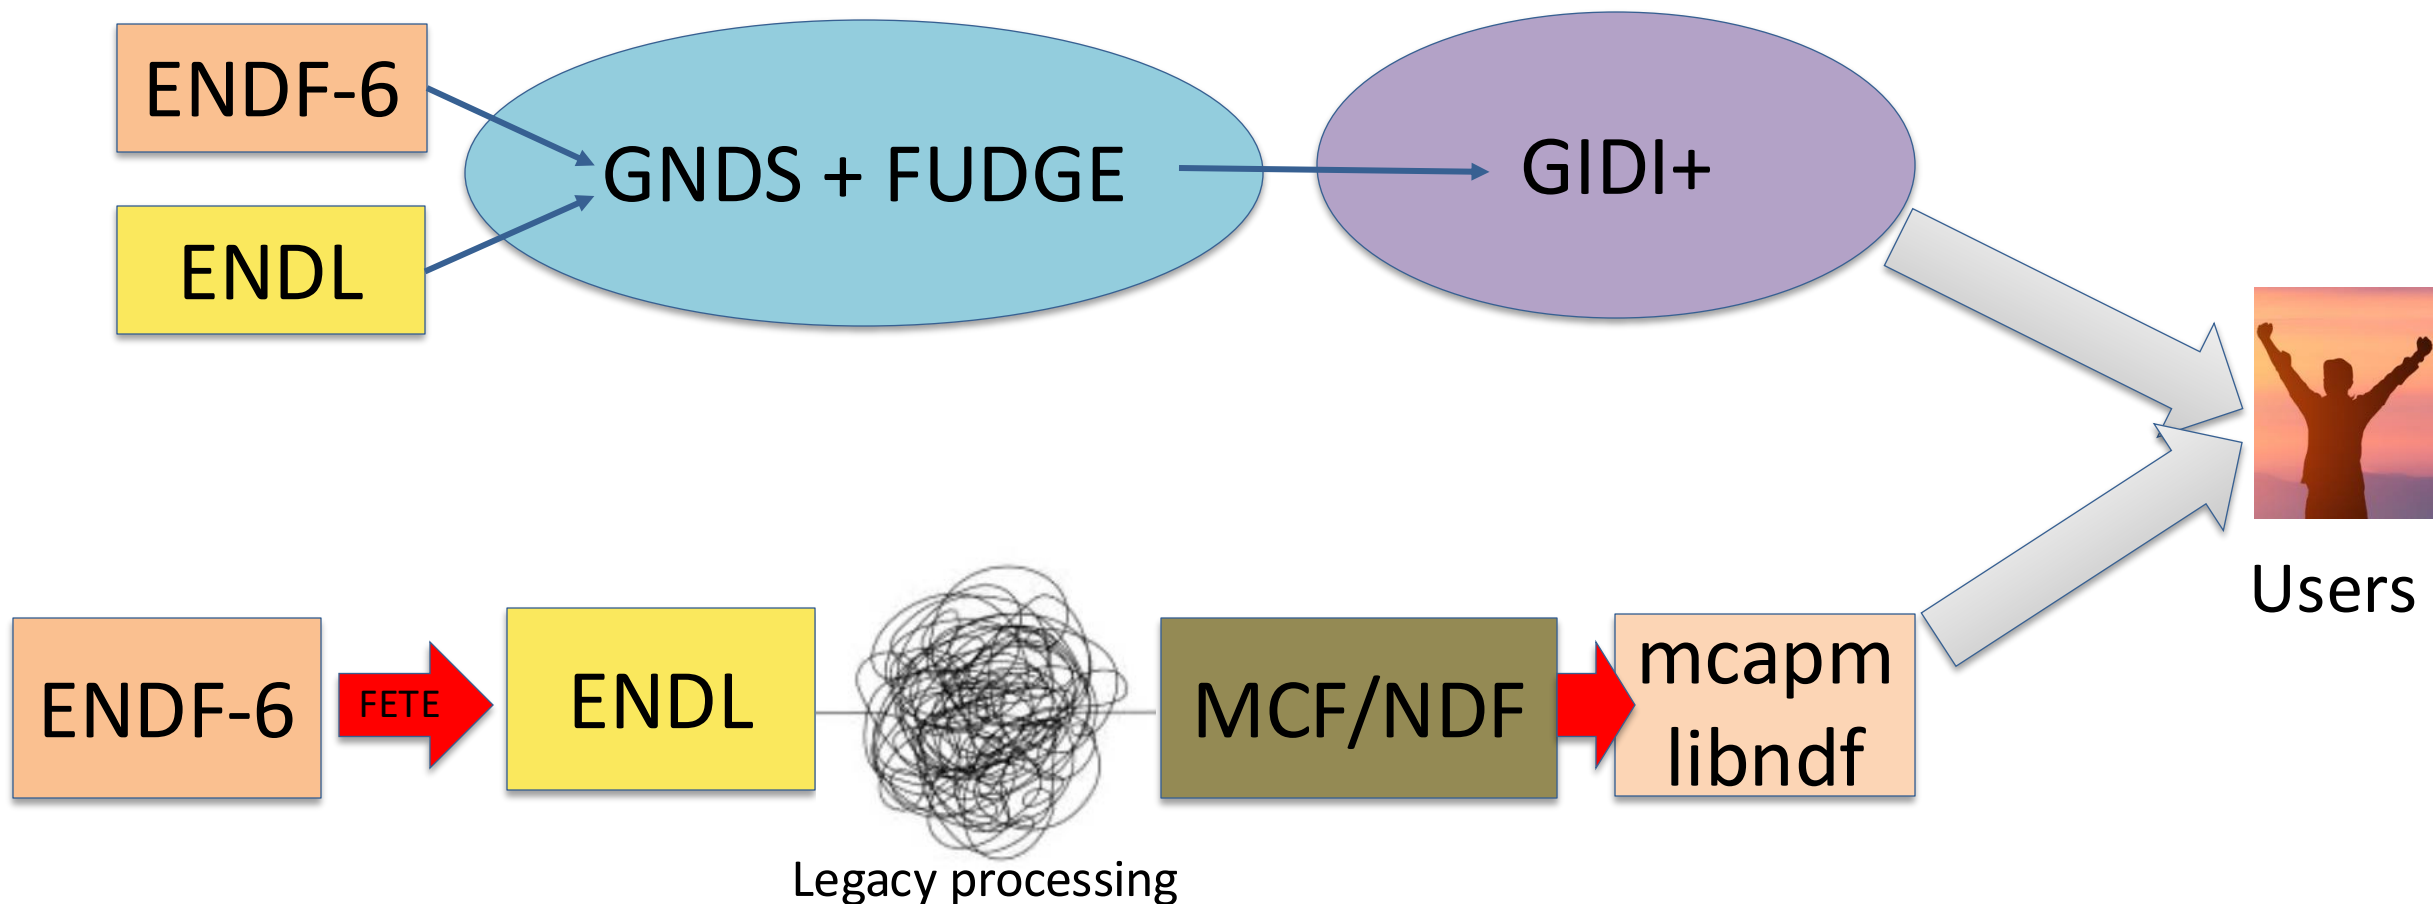 ENDF-6
GNDS + FUDGE
GIDI+
ENDL
Users
ENDF-6
FETE
ENDL
MCF/NDF
mcapm
libndf
Legacy processing